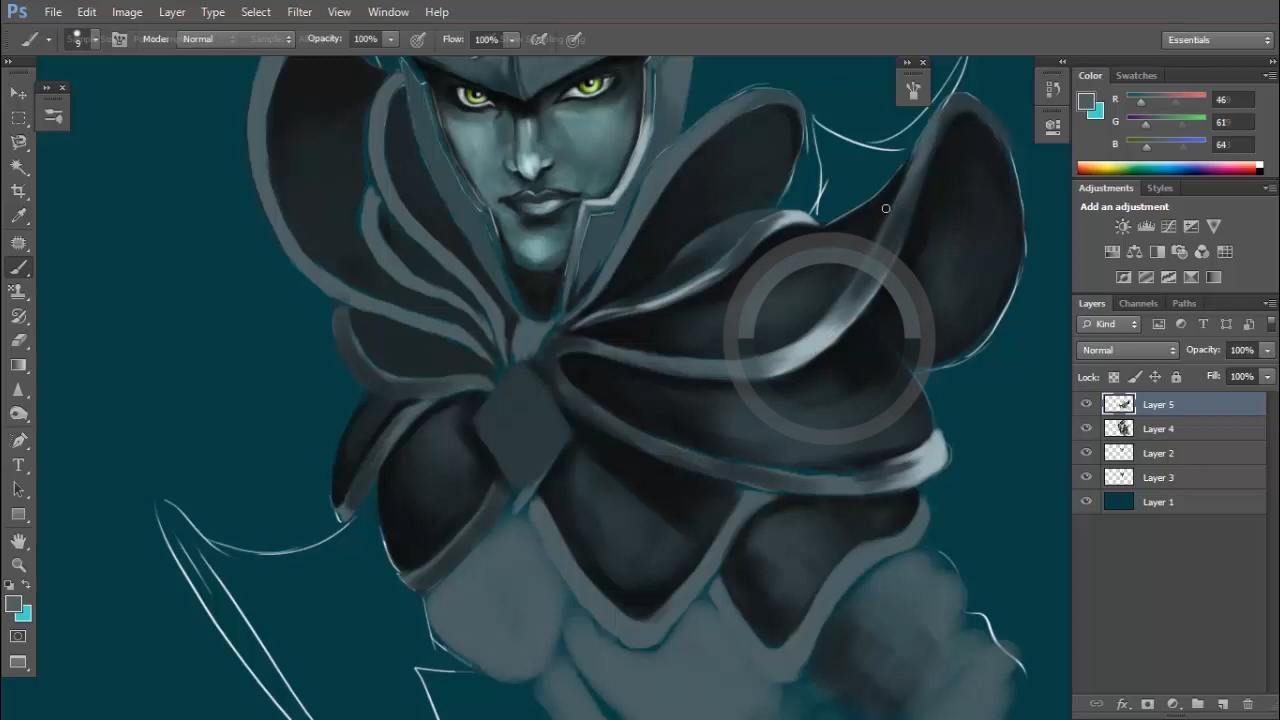 Ps File Edit Image Layer Type Select Filter View Window Help
9 Mode: Normal Opacity: 100% Flow: 100% Essentials
Color Swatches
R 46
G 61
B 64
Adjustments Styles
Add an adjustment
Layers Channels Paths
Kind
Normal Opacity: 100%
Lock: Fill: 100%
Layer 5
Layer 4
Layer 2
Layer 3
Layer 1